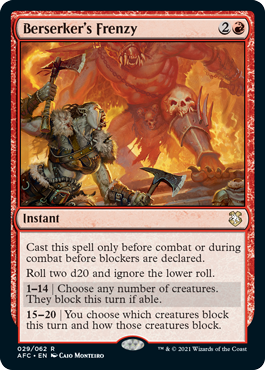 Berserker's Frenzy 2
Instant
Cast this spell only before combat or during
combat before blockers are declared.
Roll two d20 and ignore the lower roll.
1–14 | Choose any number of creatures.
They block this turn if able.
15–20 | You choose which creatures block
this turn and how those creatures block.
029/062 R
AFC • EN CAIO MONTEIRO
™ & © 2021 Wizards of the Coast